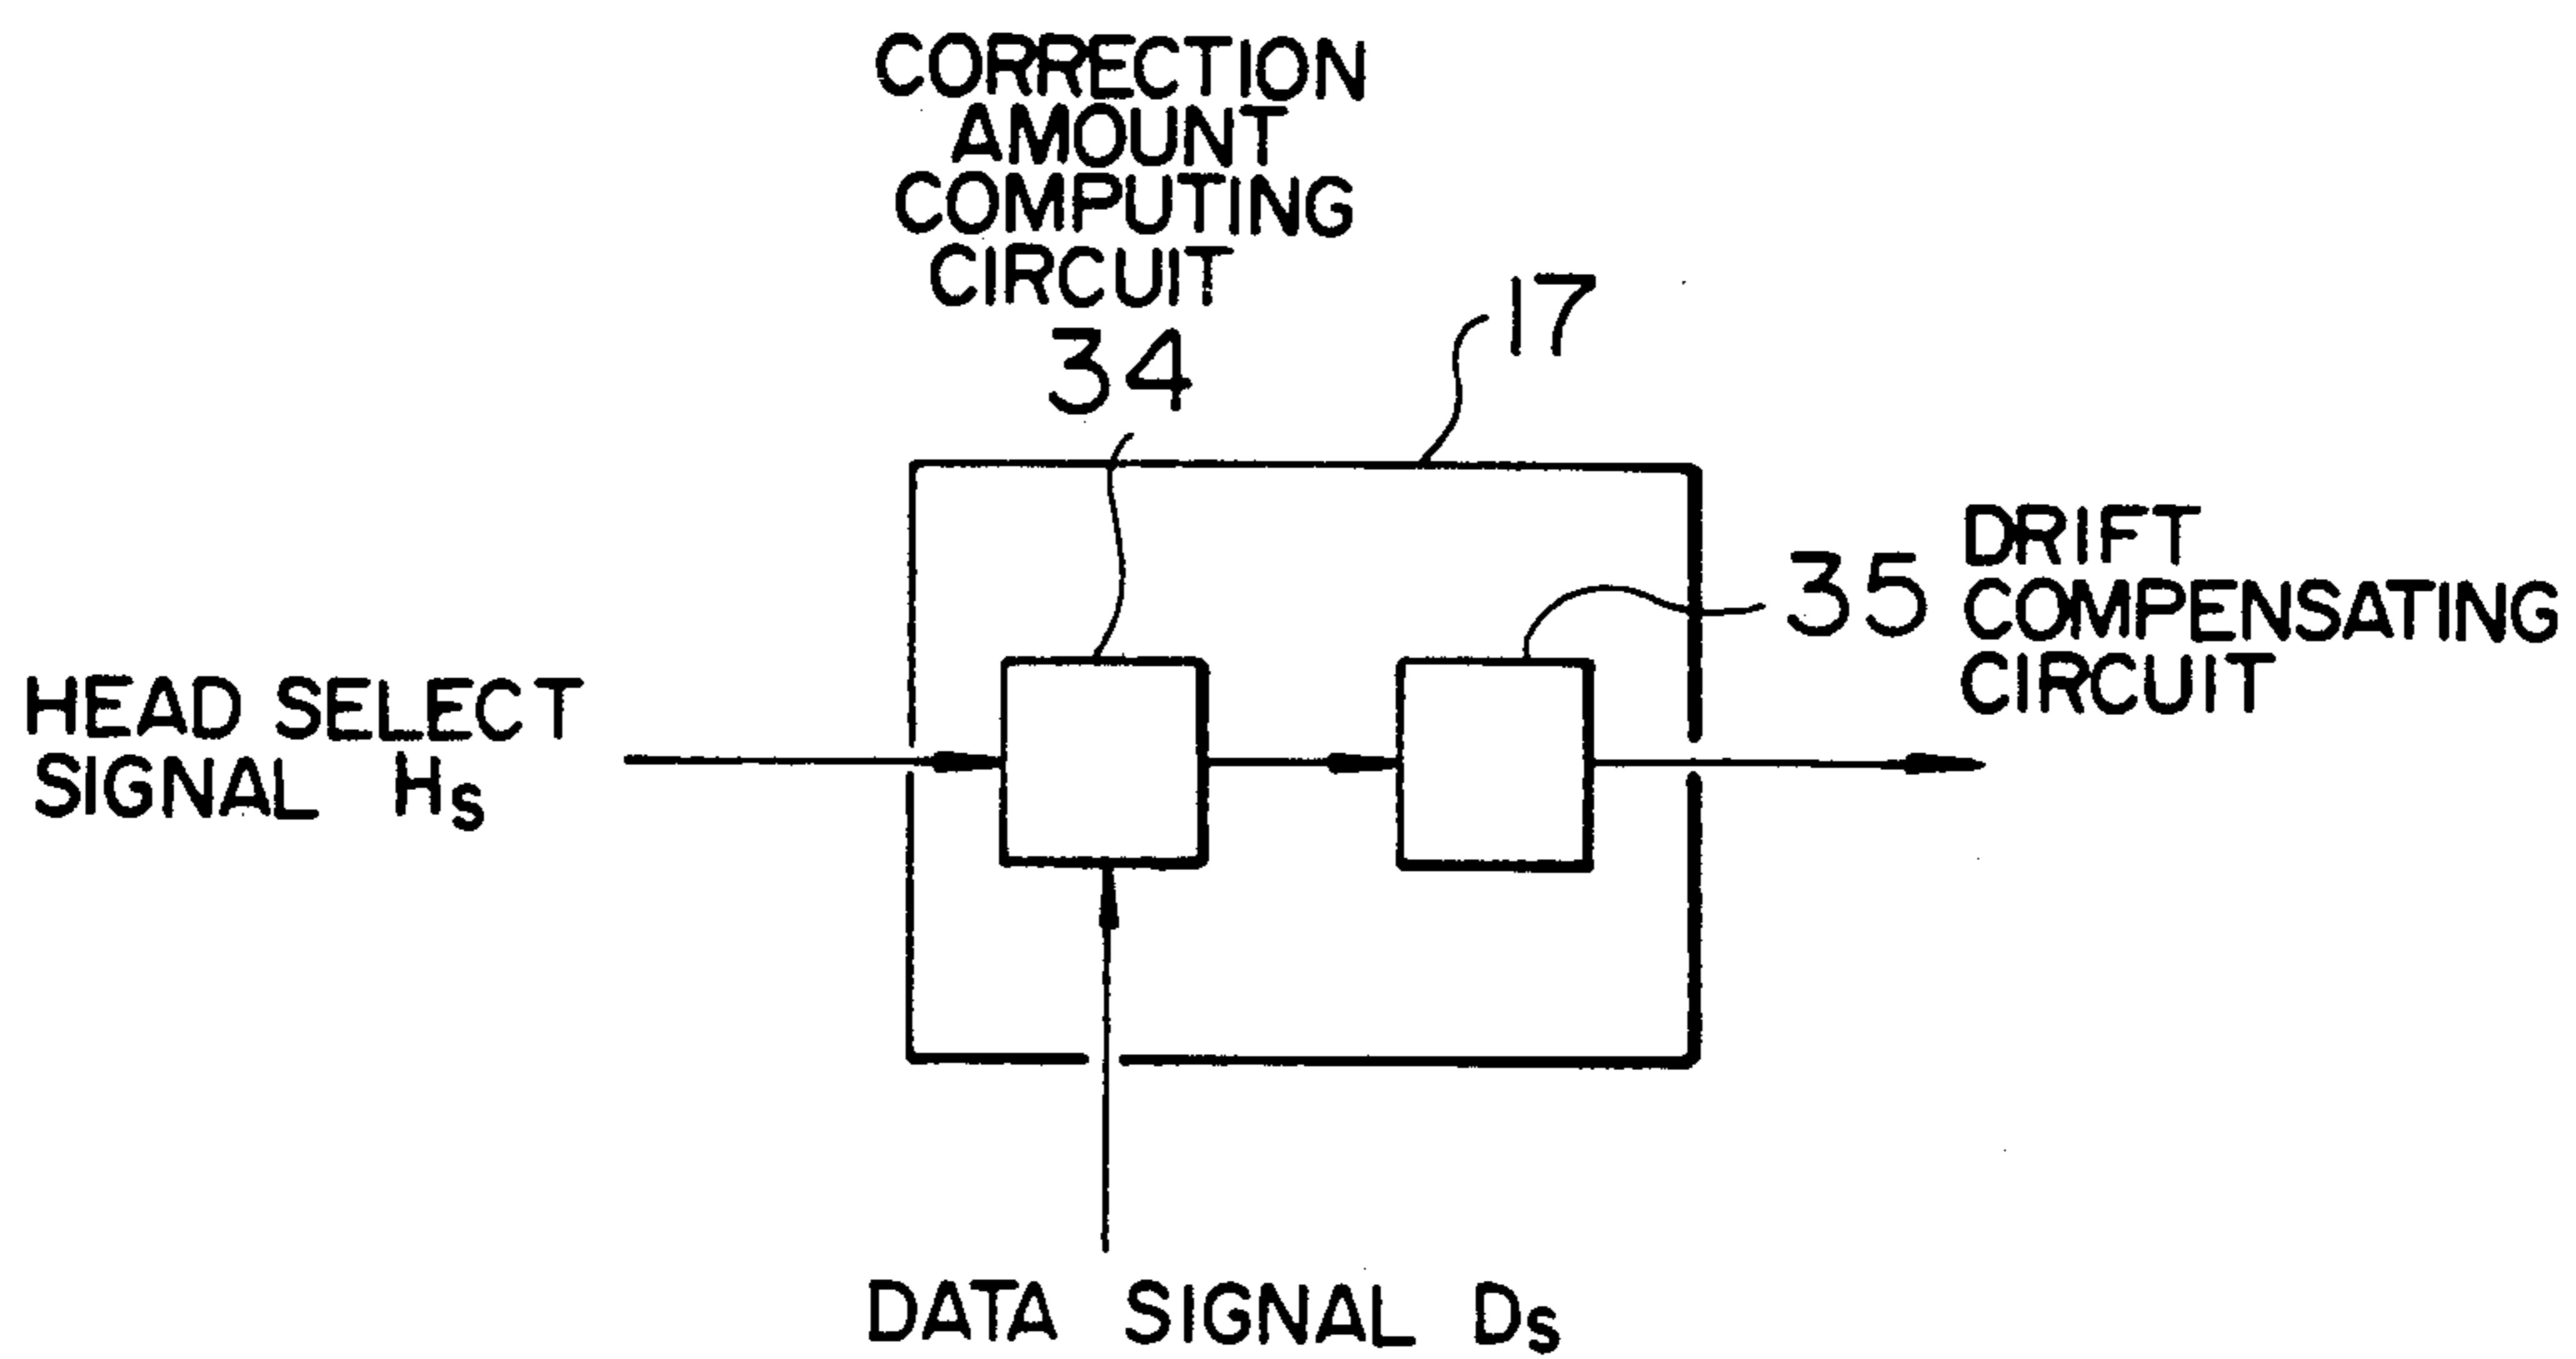 CORRECTION
AMOUNT
COMPUTING
CIRCUIT
34
17
35
DRIFT
COMPENSATING
CIRCUIT
HEAD SELECT
SIGNAL Hs
DATA SIGNAL Ds